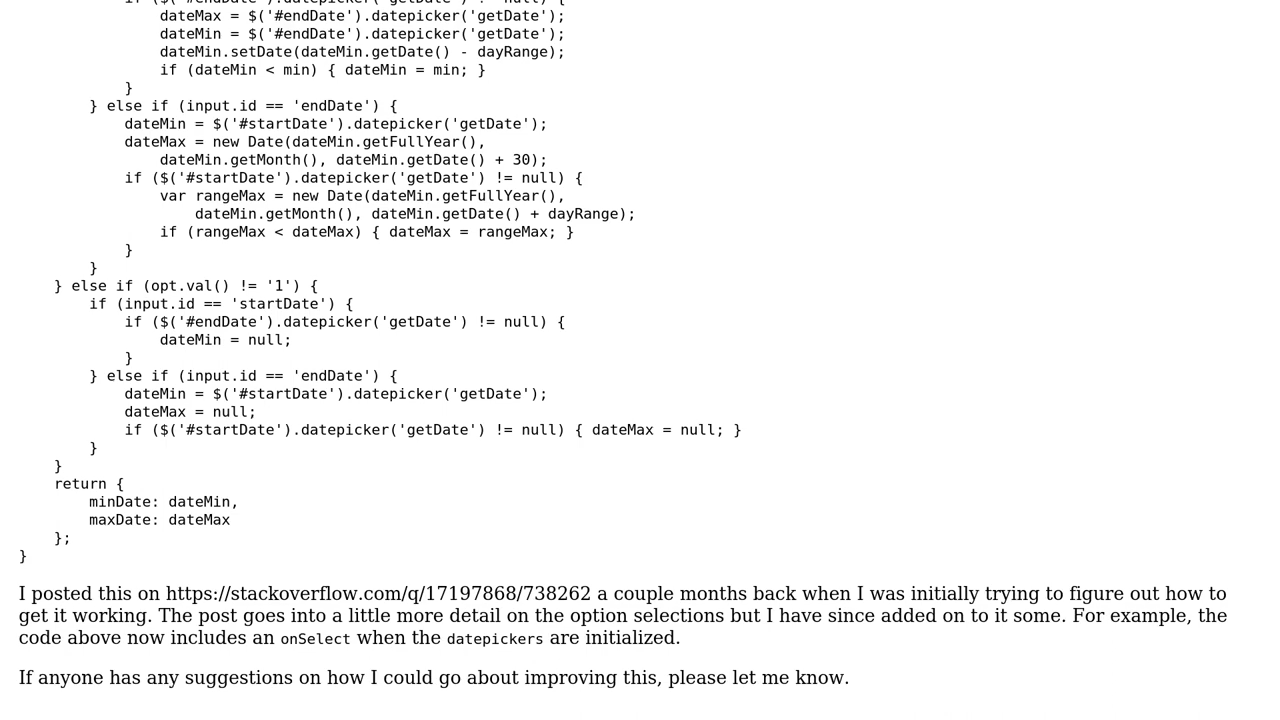 if ($('#endDate').datepicker('getDate') != null) {
dateMax = $('#endDate').datepicker('getDate');
dateMin = $('#endDate').datepicker('getDate');
dateMin.setDate(dateMin.getDate() - dayRange);
if (dateMin < min) { dateMin = min; }
}
} else if (input.id == 'endDate') {
dateMin = $('#startDate').datepicker('getDate');
dateMax = new Date(dateMin.getFullYear(),
dateMin.getMonth(), dateMin.getDate() + 30);
if ($('#startDate').datepicker('getDate') != null) {
var rangeMax = new Date(dateMin.getFullYear(),
dateMin.getMonth(), dateMin.getDate() + dayRange);
if (rangeMax < dateMax) { dateMax = rangeMax; }
}
}
} else if (opt.val() != '1') {
if (input.id == 'startDate') {
if ($('#endDate').datepicker('getDate') != null) {
dateMin = null;
}
} else if (input.id == 'endDate') {
dateMin = $('#startDate').datepicker('getDate');
dateMax = null;
if ($('#startDate').datepicker('getDate') != null) { dateMax = null; }
}
}
return {
minDate: dateMin,
maxDate: dateMax
};
}
I posted this on https://stackoverflow.com/q/17197868/738262 a couple months back when I was initially trying to figure out how to
get it working. The post goes into a little more detail on the option selections but I have since added on to it some. For example, the
code above now includes an onSelect when the datepickers are initialized.
If anyone has any suggestions on how I could go about improving this, please let me know.